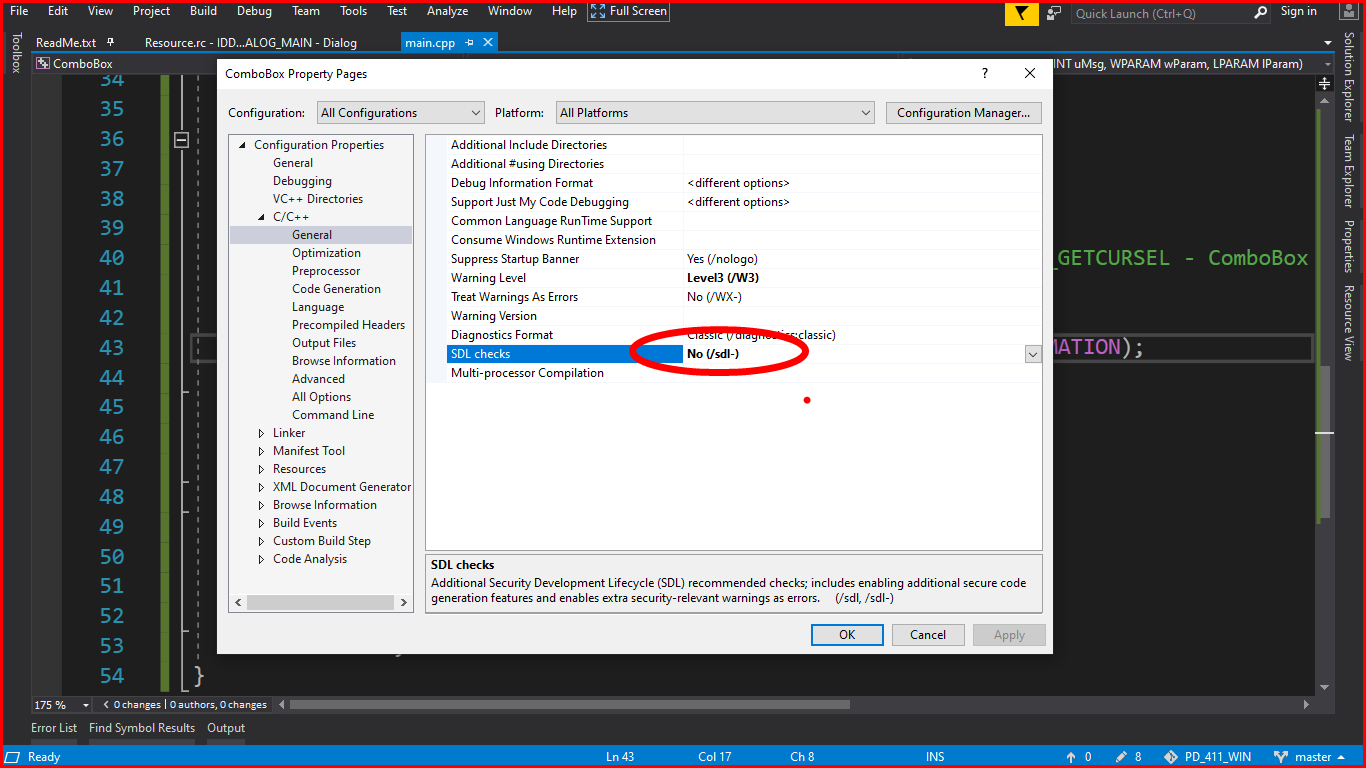 File Edit View Project Build Debug Team Tools Test Analyze Window Help Full Screen Quick Launch (Ctrl+Q) Sign in
ReadMe.txt Resource.rc - IDD...ALOG_MAIN - Dialog main.cpp
Toolbox
ComboBox
INT uMsg, WPARAM wParam, LPARAM lParam)
ComboBox Property Pages ?
Configuration: All Configurations Platform: All Platforms Configuration Manager...
Configuration Properties
General
Debugging
VC++ Directories
C/C++
General
Optimization
Preprocessor
Code Generation
Language
Precompiled Headers
Output Files
Browse Information
Advanced
All Options
Command Line
Linker
Manifest Tool
Resources
XML Document Generator
Browse Information
Build Events
Custom Build Step
Code Analysis
Additional Include Directories
Additional #using Directories
Debug Information Format <different options>
Support Just My Code Debugging <different options>
Common Language RunTime Support
Consume Windows Runtime Extension
Suppress Startup Banner Yes (/nologo)
Warning Level Level3 (/W3)
Treat Warnings As Errors No (/WX-)
Warning Version
Diagnostics Format Classic (/diagnostics:classic)
SDL checks No (/sdl-)
Multi-processor Compilation
SDL checks
Additional Security Development Lifecycle (SDL) recommended checks; includes enabling additional secure code
generation features and enables extra security-relevant warnings as errors. (/sdl, /sdl-)
OK Cancel Apply
34
35
36
37
38
39
40 _GETCURSEL - ComboBox
41
42
43 MATION);
44
45
46
47
48
49
50
51
52
53
54 }
Solution Explorer
Team Explorer
Properties
Resource View
175 % 0 changes | 0 authors, 0 changes
Error List Find Symbol Results Output
Ready Ln 43 Col 17 Ch 8 INS 0 8 PD_411_WIN master